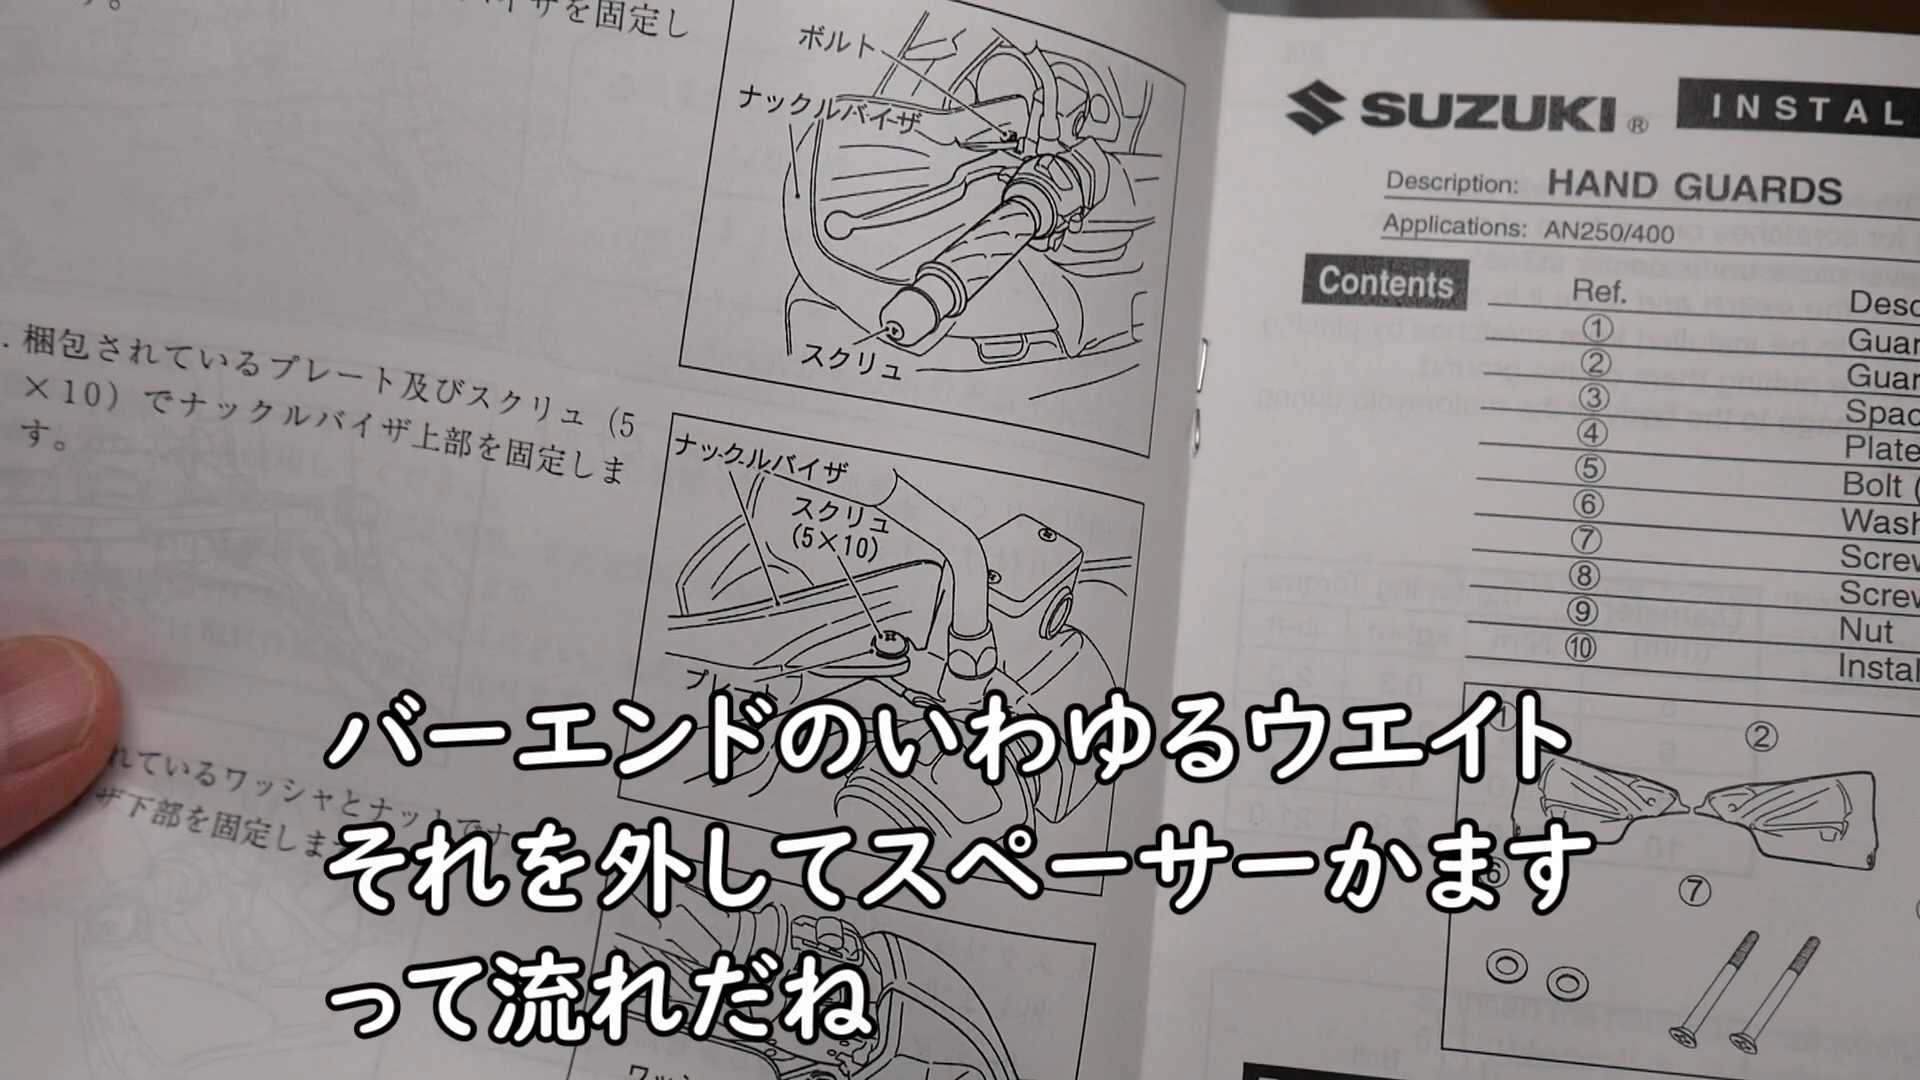 イザを固定し
す。
ボルト
ナックルバイザ
スクリュ
. 梱包されているプレート及びスクリュ（5
×10）でナックルバイザ上部を固定しま
す。
ナックルバイザ
スクリュ
(5×10)
プレート
れているワッシャとナットで
ザ下部を固定しま
SUZUKI®
INSTAL
Description: HAND GUARDS
Applications: AN250/400
Contents
Ref.
①
Guar
②
Guar
③
Spac
④
Plate
⑤
Bolt (
⑥
Wash
⑦
Screw
⑧
Screw
⑨
Nut
⑩
Instal
①
②
⑥
⑦
バーエンドのいわゆるウエイト
それを外してスペーサーかます
って流れだね